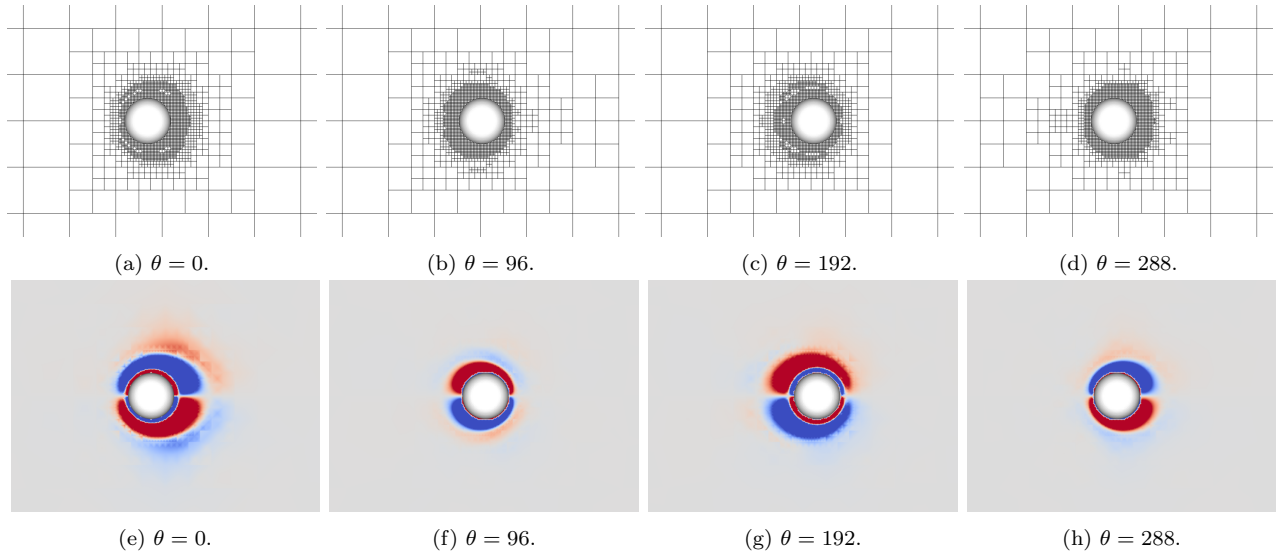 (a) θ = 0. (b) θ = 96. (c) θ = 192. (d) θ = 288.
(e) θ = 0. (f) θ = 96. (g) θ = 192. (h) θ = 288.